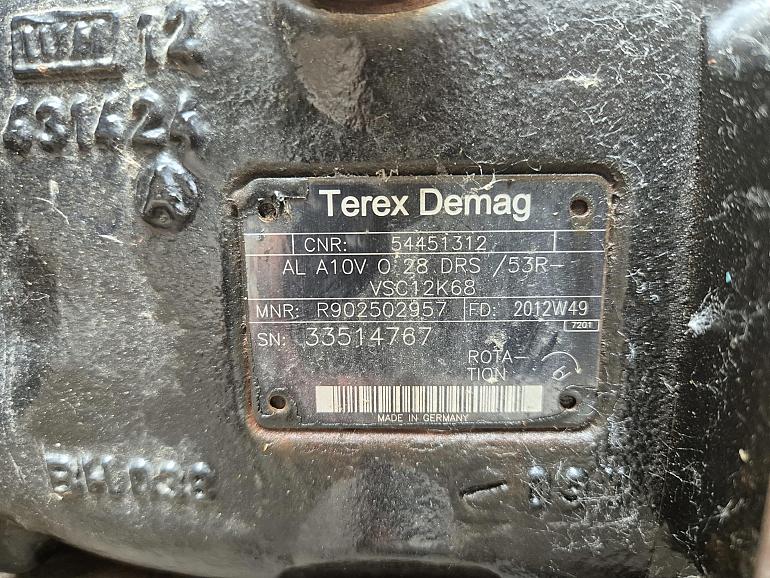 12
A
Terex Demag
CNR: 54451312
AL A10V O 28 DRS /53R-
VSC12K68
MNR: R902502957 FD: 2012W49
7201
SN: 33514767
ROTA-
TION
MADE IN GERMANY